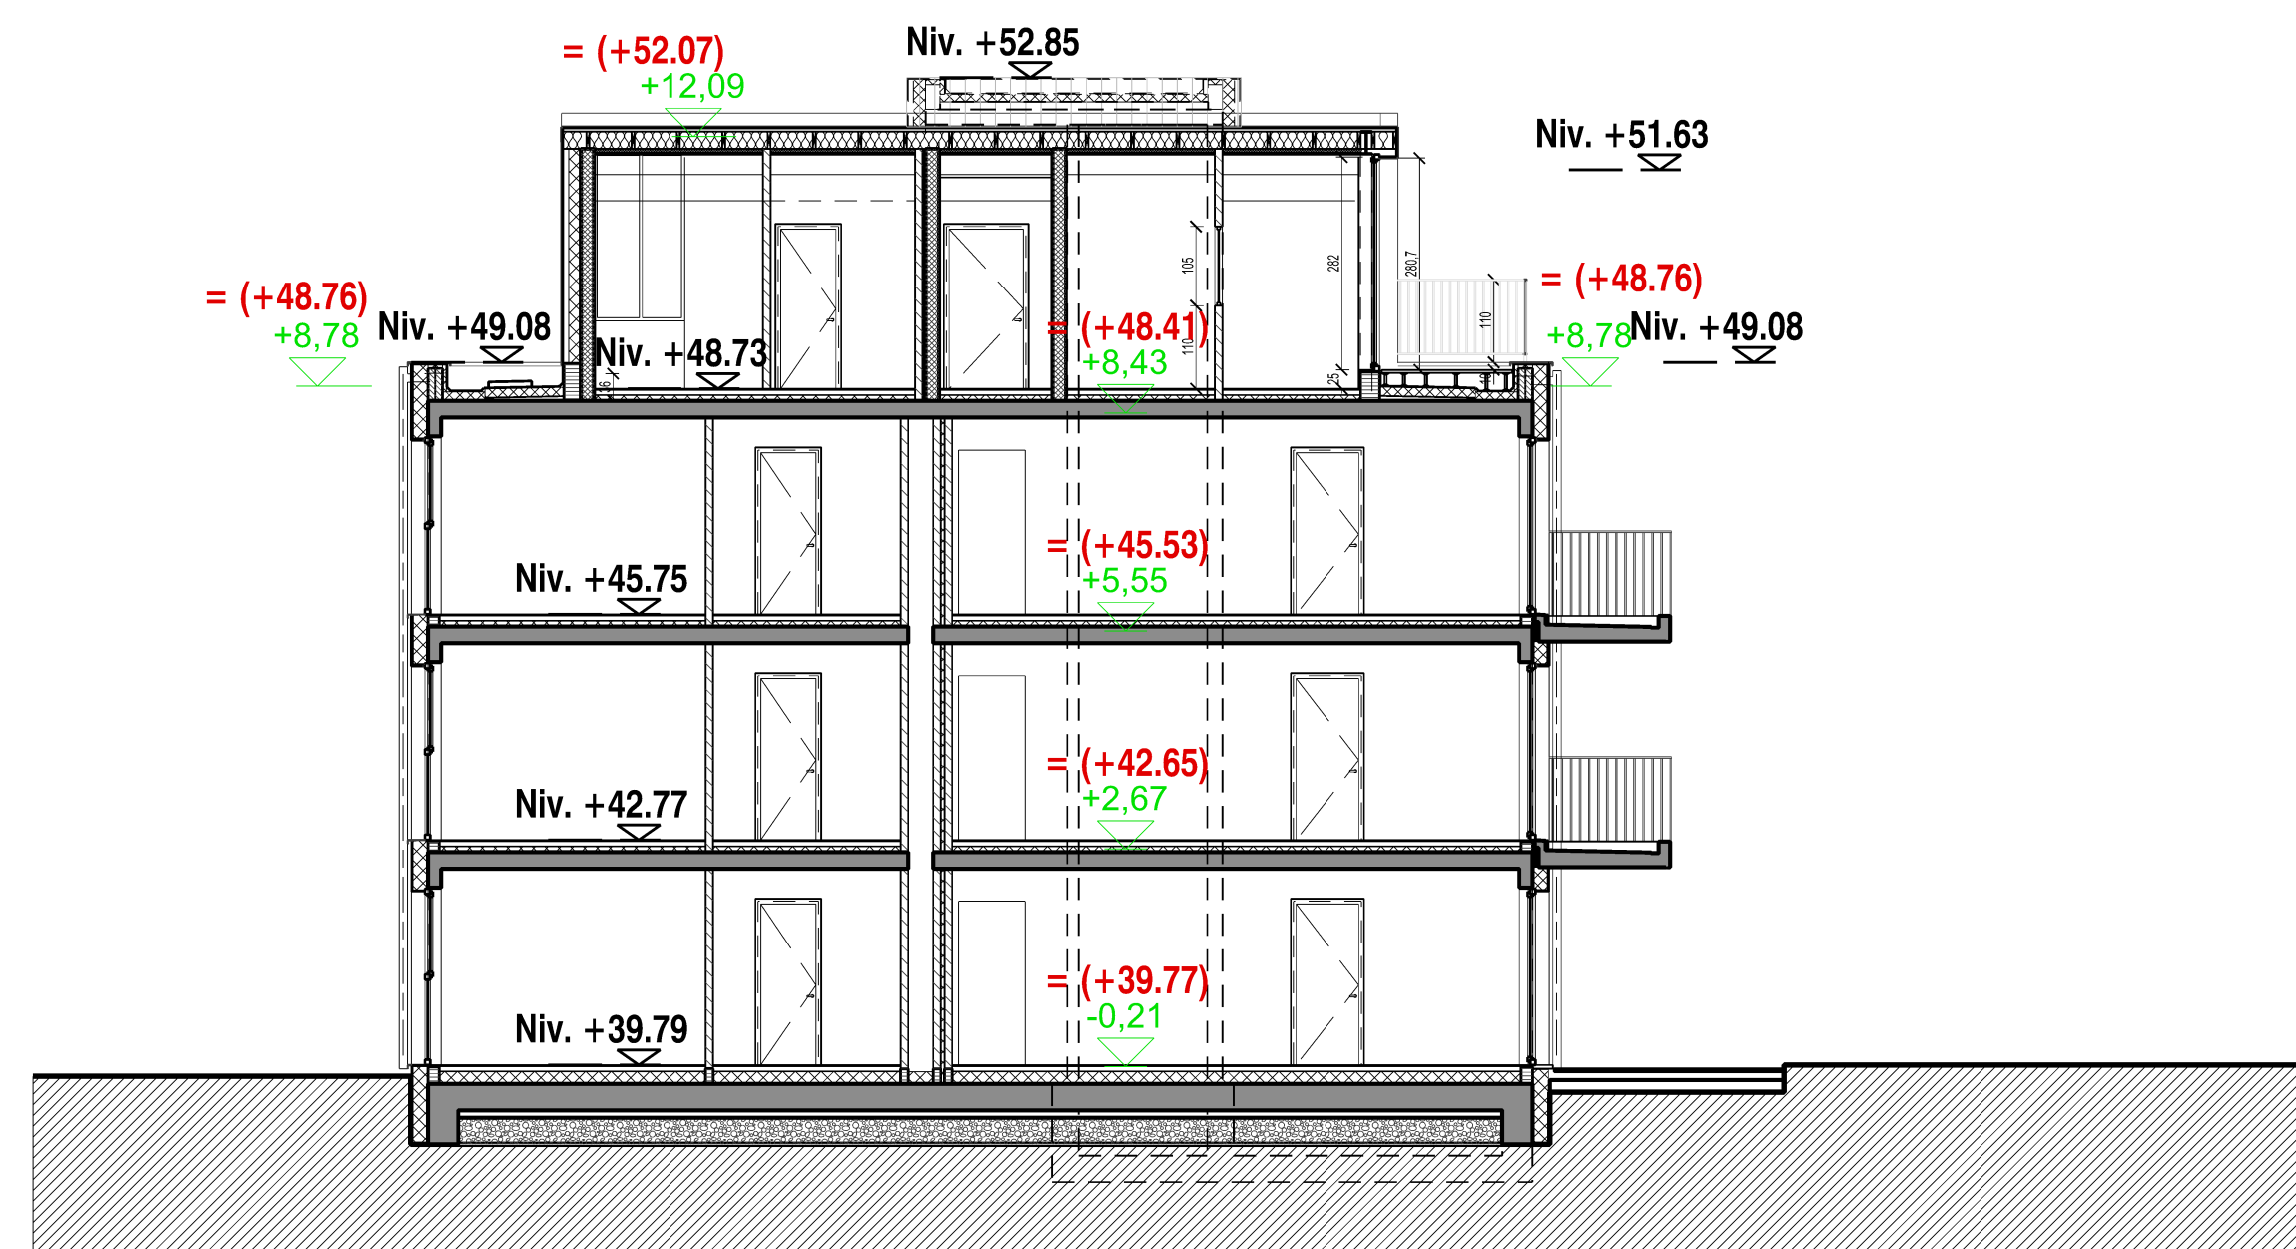 Niv. +52.85
= (+52.07)
+12,09
Niv. +51.63
105
282
280,7
= (+48.76)
+8,78
Niv. +49.08
Niv. +48.73
= (+48.41)
+8,43
110
25
110
= (+48.76)
+8,78
Niv. +49.08
= (+45.53)
+5,55
Niv. +45.75
= (+42.65)
+2,67
Niv. +42.77
= (+39.77)
-0,21
Niv. +39.79